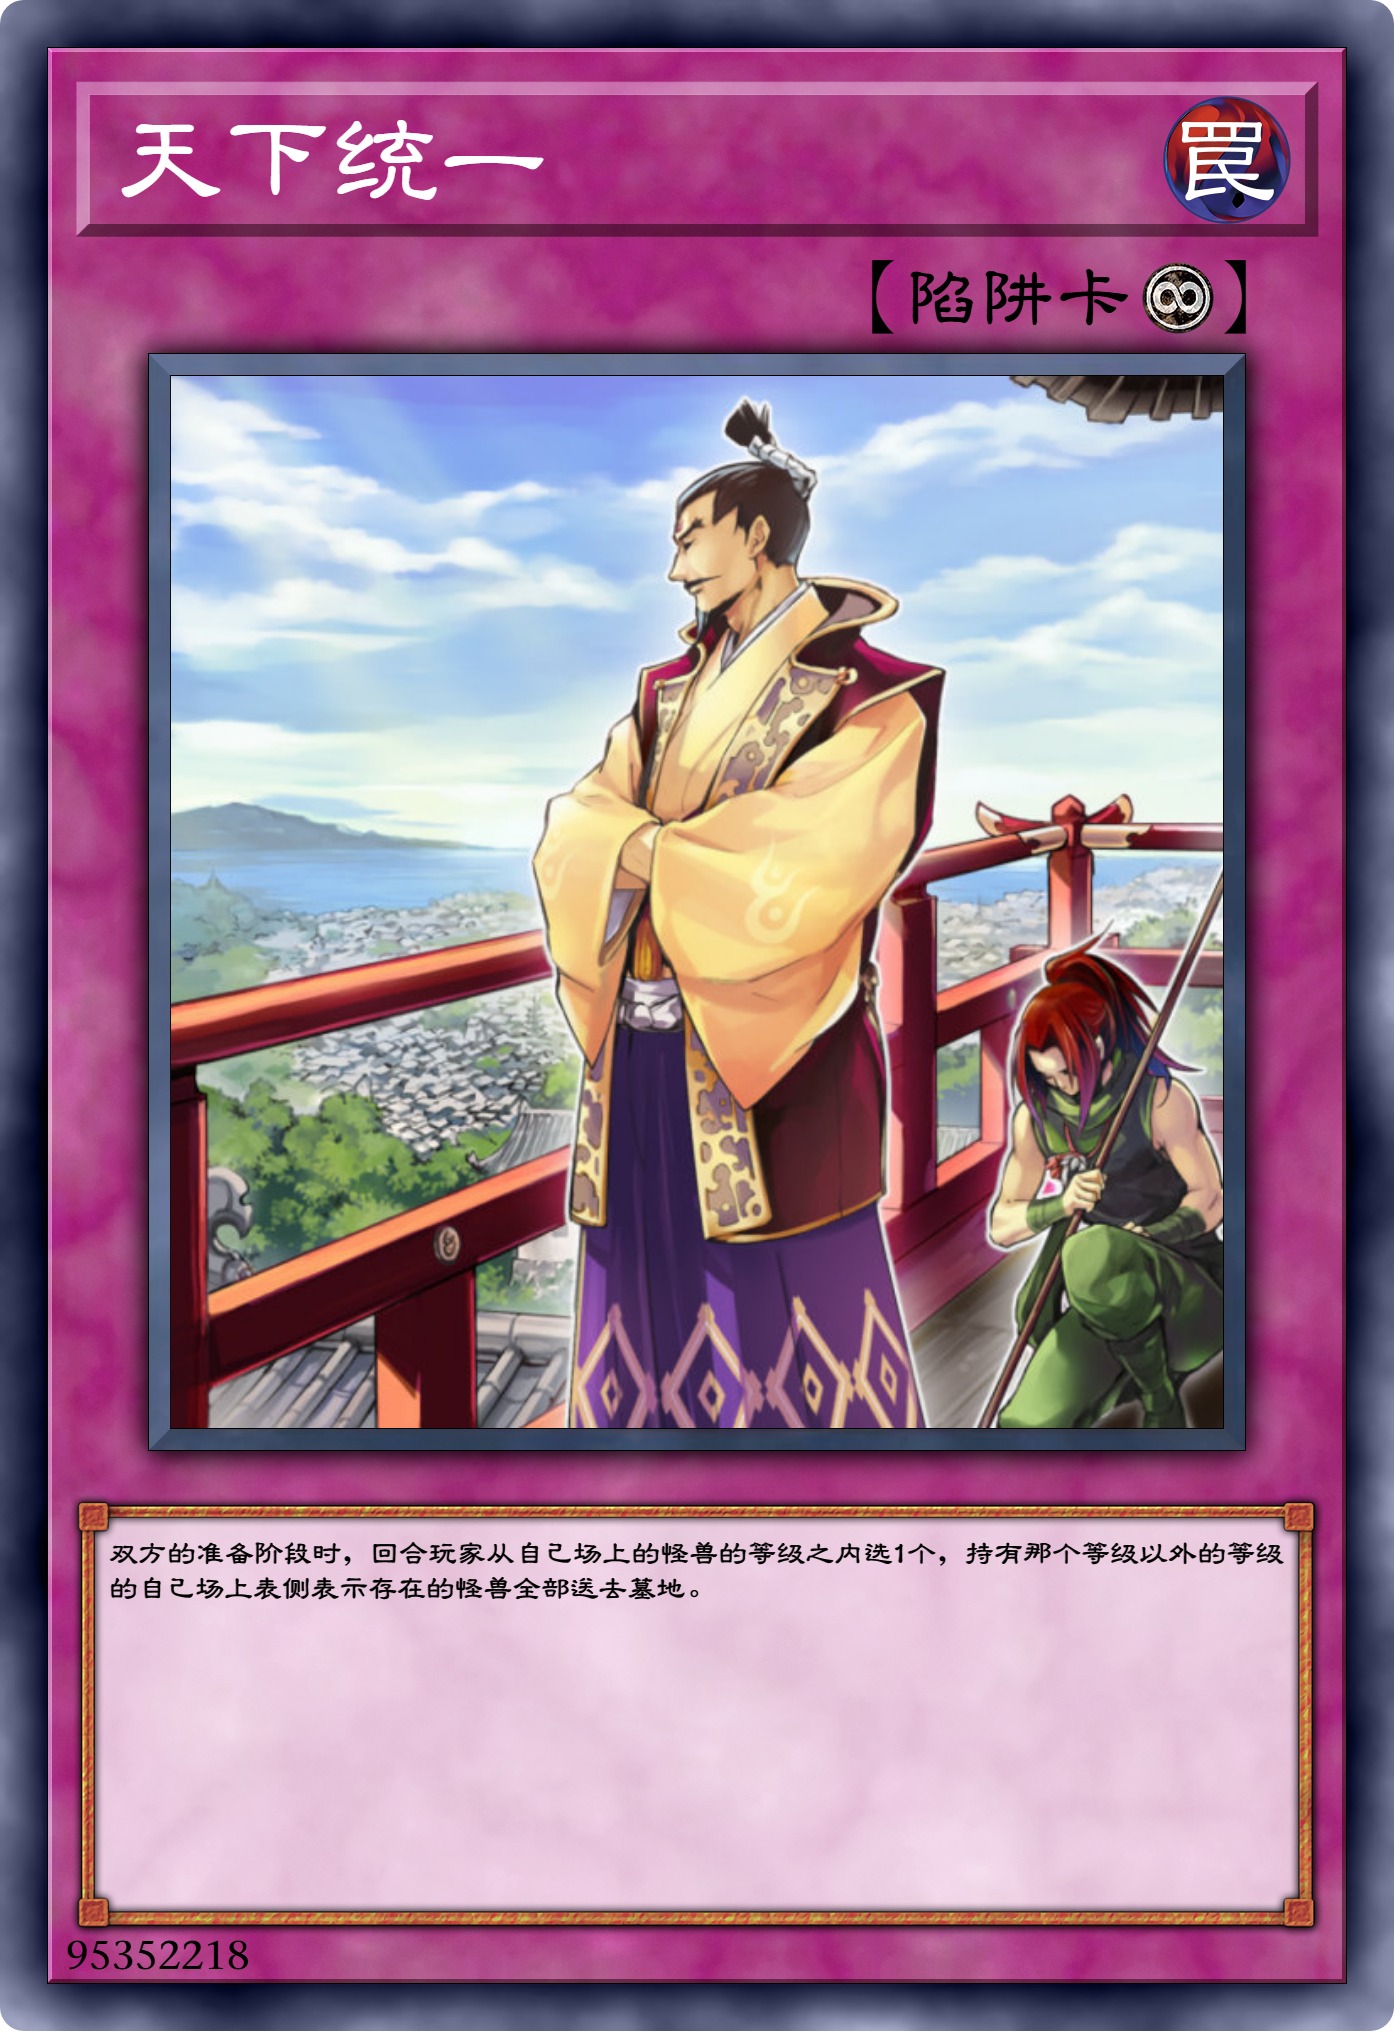 天下统一
罠
【陷阱卡】
双方的准备阶段时，回合玩家从自己场上的怪兽的等级之内选1个，持有那个等级以外的等级
的自己场上表侧表示存在的怪兽全部送去墓地。
95352218